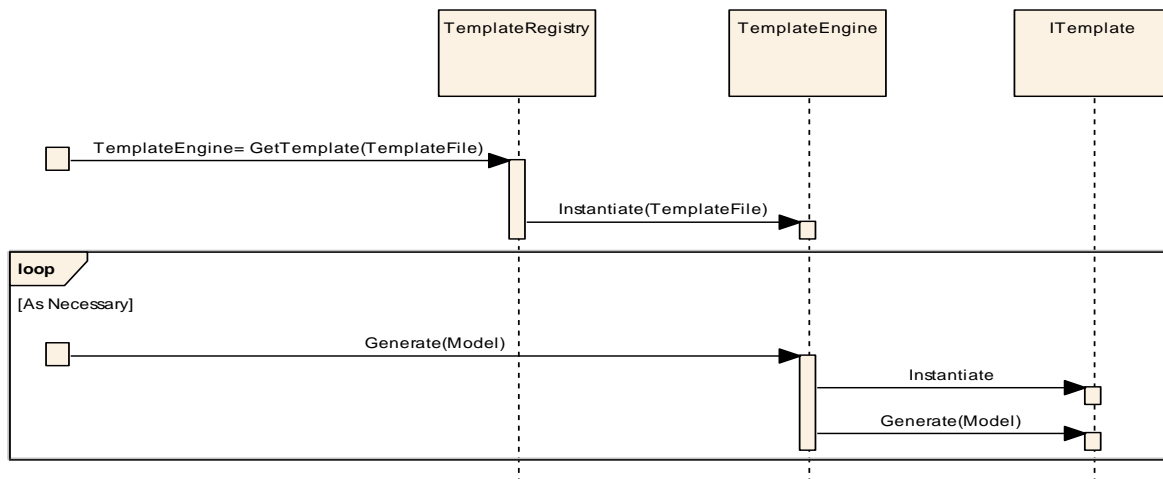 TemplateRegistry
TemplateEngine
ITemplate
TemplateEngine= GetTemplate(TemplateFile)
Instantiate(TemplateFile)
loop
[As Necessary]
Generate(Model)
Instantiate
Generate(Model)